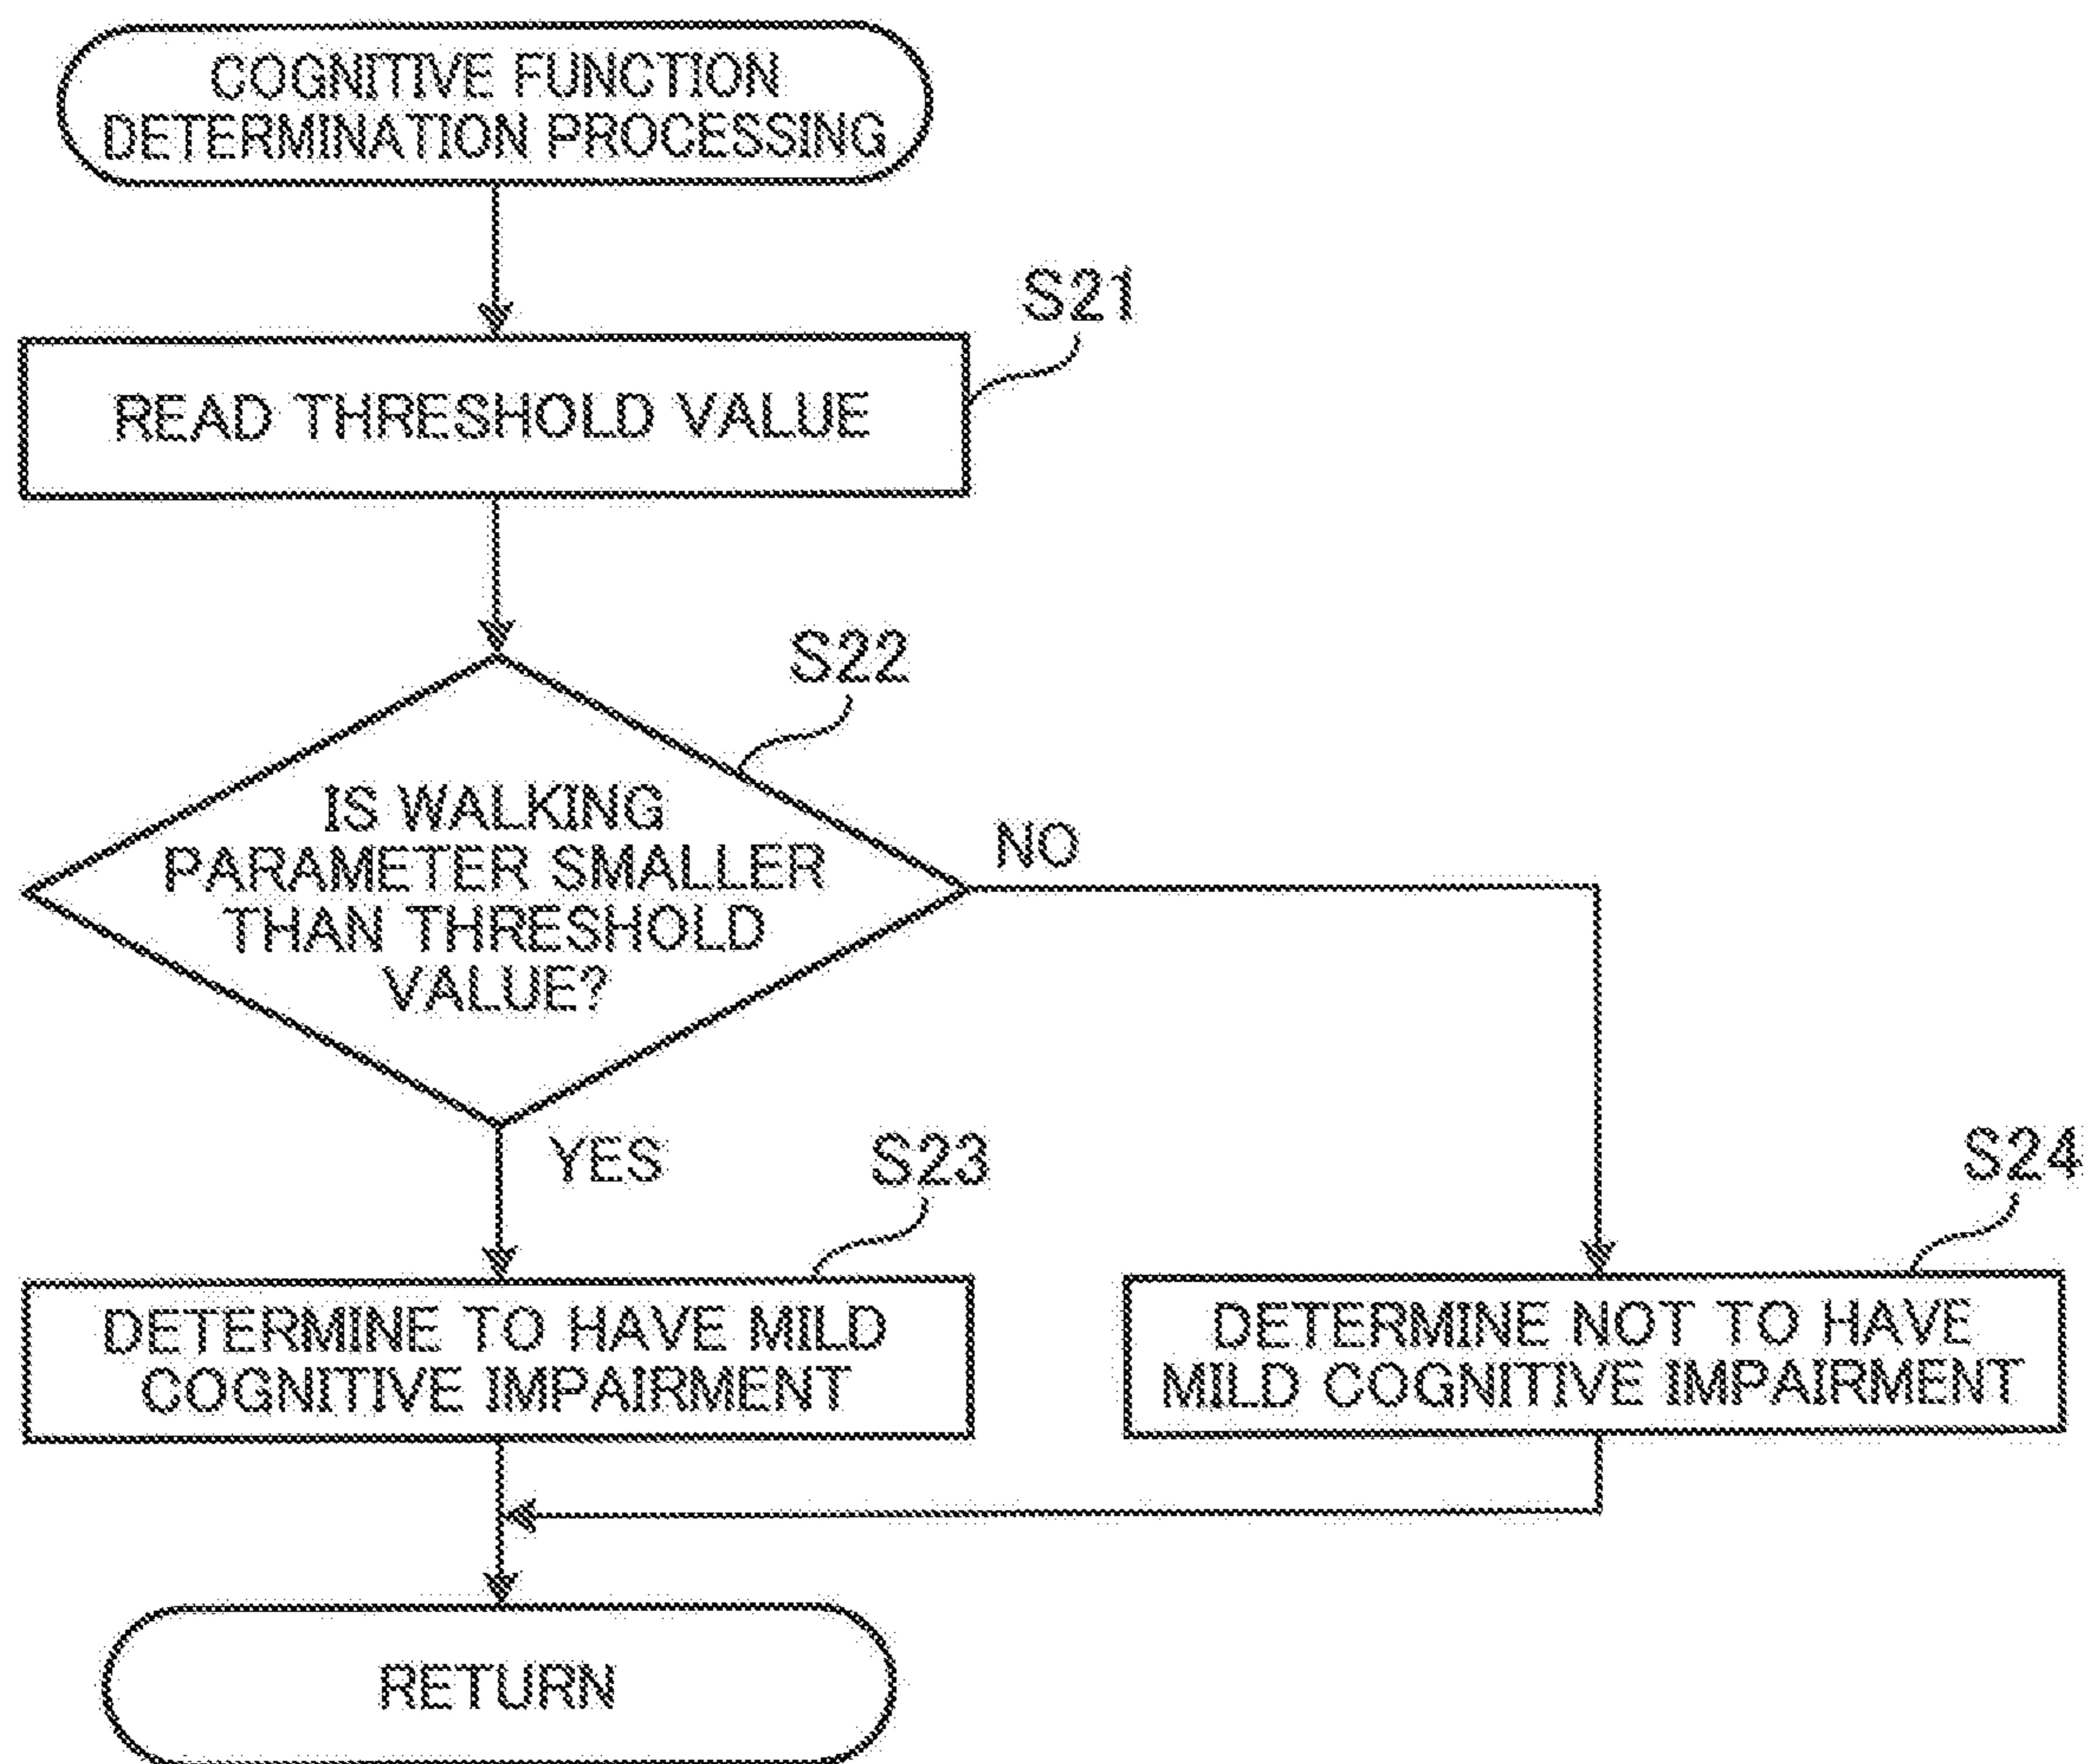 COGNITIVE FUNCTION
DETERMINATION PROCESSING
S21
READ THRESHOLD VALUE
S22
IS WALKING
PARAMETER SMALLER
THAN THRESHOLD
VALUE?
NO
YES
S23
S24
DETERMINE TO HAVE MILD
COGNITIVE IMPAIRMENT
DETERMINE NOT TO HAVE
MILD COGNITIVE IMPAIRMENT
RETURN